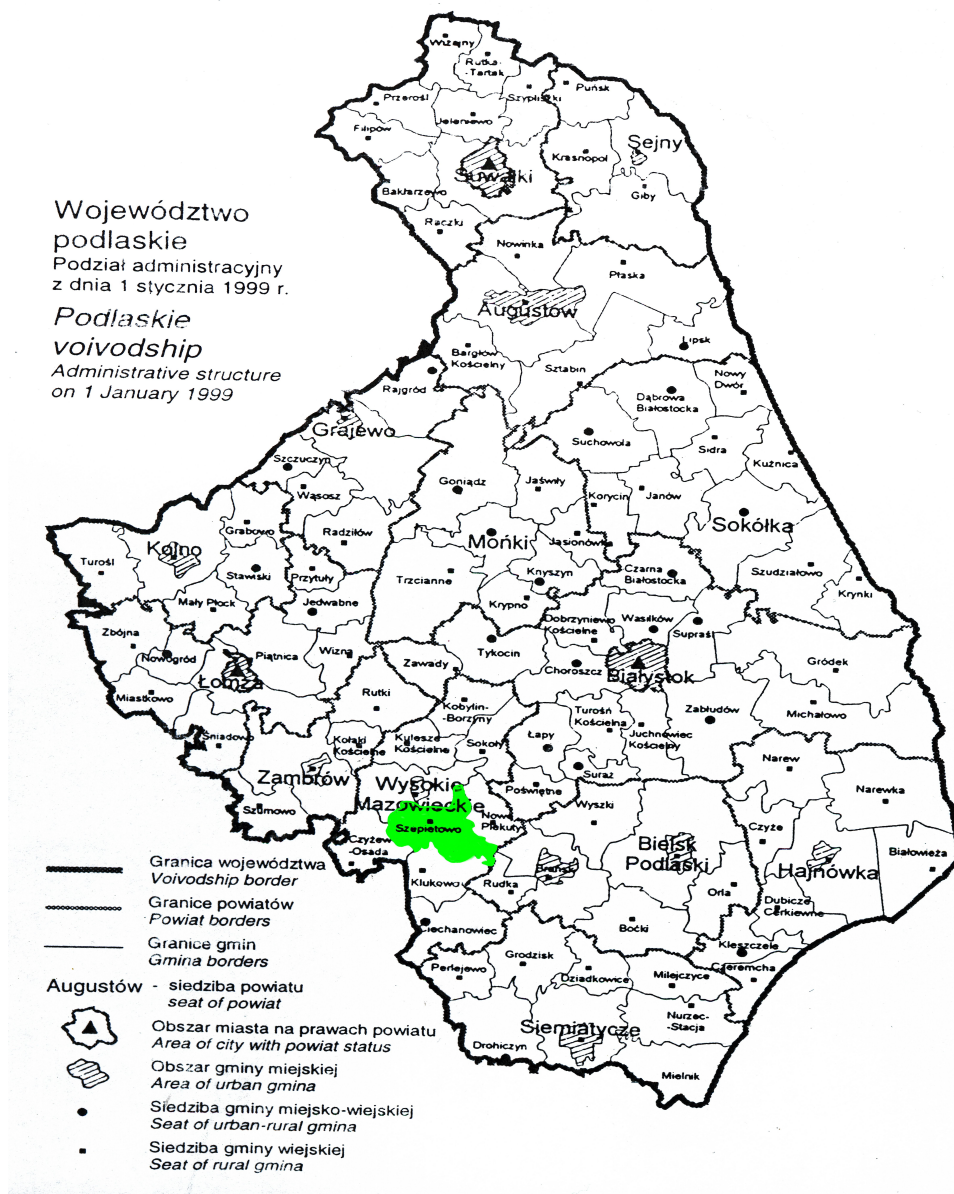 Wiżajny
Rutka-
-Tartak
Puńsk
Przerośl
Szypliszki
Jeleniewo
Filipów
Sejny
Krasnopol
Suwałki
Bakłarzewo
Giby
Raczki
Nowinka
Płaska
Augustów
Lipsk
Bargłów
Kościelny
Sztabin
Nowy
Dwór
Rajgród
Dąbrowa
Białostocka
Grajewo
Suchowola
Sidra
Kuźnica
Szczuczyn
Wąsosz
Goniądz
Jaświły
Korycin
Janów
Sokółka
Grabowo
Radziłów
Kolno
Mońki
Jasionówka
Turośl
Stawiski
Przytuły
Trzcianne
Knyszyn
Czarna
Białostocka
Szudziałowo
Krynki
Mały Płock
Jedwabne
Krypno
Dobrzyniewo
Kościelne
Wasilków
Supraśl
Zbójna
Nowogród
Piątnica
Wizna
Zawady
Tykocin
Choroszcz
Białystok
Gródek
Łomża
Miastkowo
Rutki
Kobylin-
-Borzymy
Turośń
Kościelna
Zabłudów
Michałowo
Śniadowo
Kołaki
Kościelne
Kulesze
Kościelne
Sokoły
Łapy
Juchnowiec
Kościelny
Zambrów
Suraż
Narew
Narewka
Wysokie
Mazowieckie
Poświętne
Wyszki
Szumowo
Szepietowo
Nowe
Piekuty
Czyże
Czyżew-
-Osada
Bielsk
Podlaski
Białowieża
Hajnówka
Klukowo
Rudka
Brańsk
Orla
Dubicze
Cerkiewne
Ciechanowiec
Boćki
Kleszczele
Czeremcha
Perlejewo
Grodzisk
Dziadkowice
Milejczyce
Nurzec-
-Stacja
Siemiatycze
Drohiczyn
Mielnik
Województwo
podlaskie
Podział administracyjny
z dnia 1 stycznia 1999 r.
Podlaskie
voivodship
Administrative structure
on 1 January 1999
Granica województwa
Voivodship border
Granice powiatów
Powiat borders
Granice gmin
Gmina borders
Augustów - siedziba powiatu
seat of powiat
Obszar miasta na prawach powiatu
Area of city with powiat status
Obszar gminy miejskiej
Area of urban gmina
Siedziba gminy miejsko-wiejskiej
Seat of urban-rural gmina
Siedziba gminy wiejskiej
Seat of rural gmina